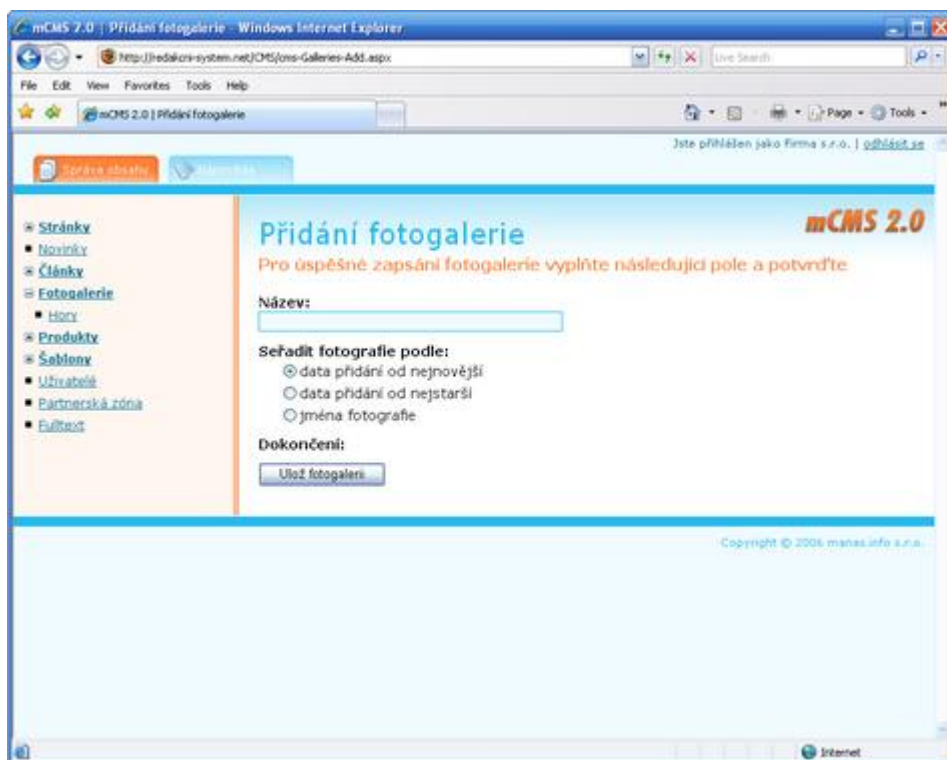 mCMS 2.0 | Přidání fotogalerie - Windows Internet Explorer
http://redakcni-system.net/CMS/cms-Galleries-Add.aspx
Live Search
File Edit View Favorites Tools Help
mCMS 2.0 | Přidání fotogalerie
Page
Tools
Jste přihlášen jako Firma s.r.o. | odhlásit se
Správa obsahu
mCMS 2.0
Stránky
Novinky
Články
Fotogalerie
Hory
Produkty
Šablony
Uživatelé
Partnerská zóna
Fulltext
Přidání fotogalerie
Pro úspěšné zapsání fotogalerie vyplňte následující pole a potvrďte
Název:
Seřadit fotografie podle:
data přidání od nejnovější
data přidání od nejstarší
jména fotografie
Dokončení:
Ulož fotogalerii
Copyright © 2006 manas.info s.r.o.
Internet